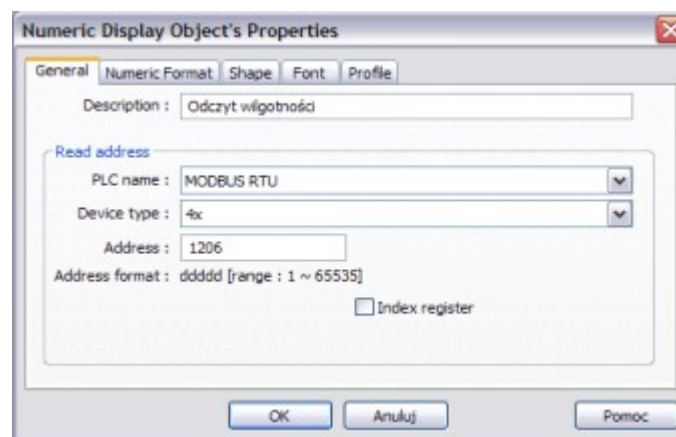 Numeric Display Object's Properties
General Numeric Format Shape Font Profile
Description : Odczyt wilgotności
Read address
PLC name : MODBUS RTU
Device type : 4x
Address : 1206
Address format : ddddd [range : 1 ~ 65535]
Index register
OK Anuluj Pomoc